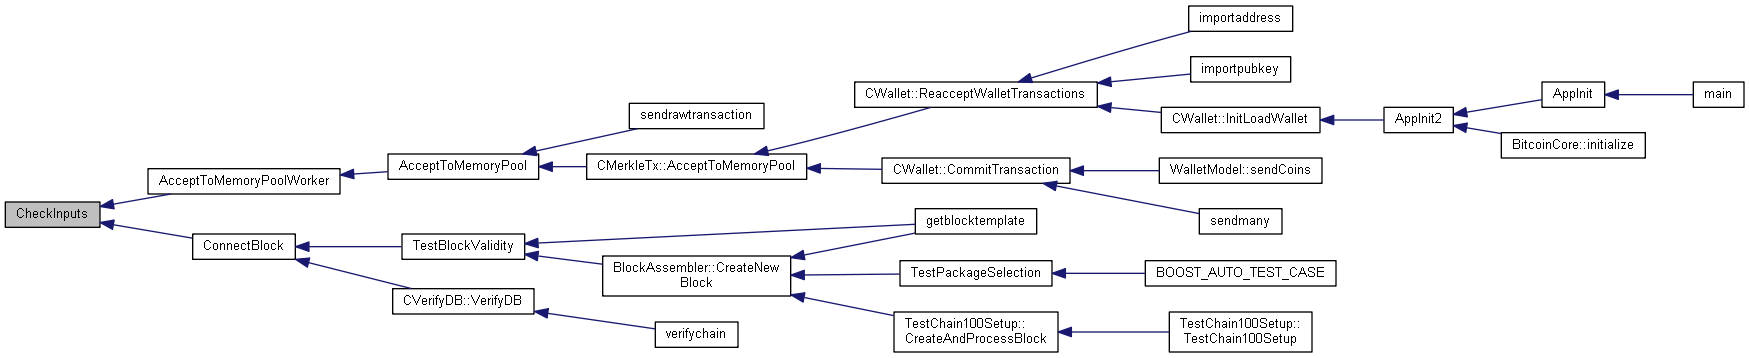 importaddress
importpubkey
CWallet::ReacceptWalletTransactions
AppInit
main
sendrawtransaction
CWallet::InitLoadWallet
AppInit2
BitcoinCore::initialize
AcceptToMemoryPool
CMerkleTx::AcceptToMemoryPool
CWallet::CommitTransaction
WalletModel::sendCoins
AcceptToMemoryPoolWorker
CheckInputs
sendmany
getblocktemplate
ConnectBlock
TestBlockValidity
BlockAssembler::CreateNew
Block
TestPackageSelection
BOOST_AUTO_TEST_CASE
CVerifyDB::VerifyDB
verifychain
TestChain100Setup::
CreateAndProcessBlock
TestChain100Setup::
TestChain100Setup